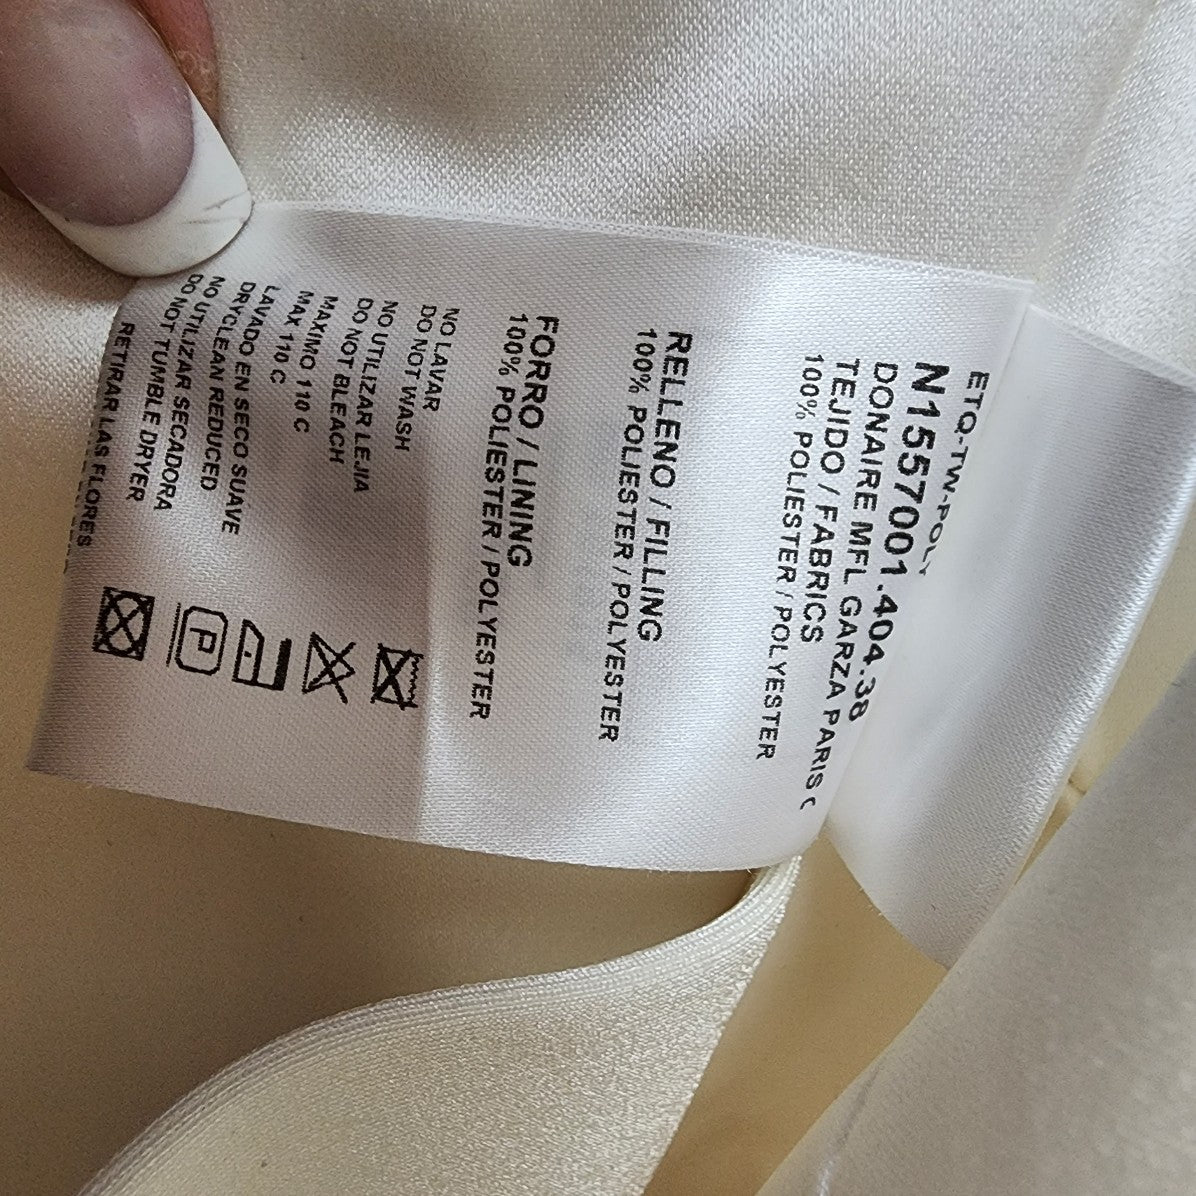 ETQ-TW-POLY
N1557001.404.38
DONAIRE MFL GARZA PARIS
TEJIDO / FABRICS
100% POLIESTER / POLYESTER
RELLENO / FILLING
100% POLIESTER / POLYESTER
FORRO / LINING
100% POLIESTER / POLYESTER
NO LAVAR
DO NOT WASH
NO UTILIZAR LEJIA
DO NOT BLEACH
MAXIMO 110 C
MAX 110 C
LAVADO EN SECO SUAVE
DRYCLEAN REDUCED
NO UTILIZAR SECADORA
DO NOT TUMBLE DRYER
RETIRAR LAS FLORES
P